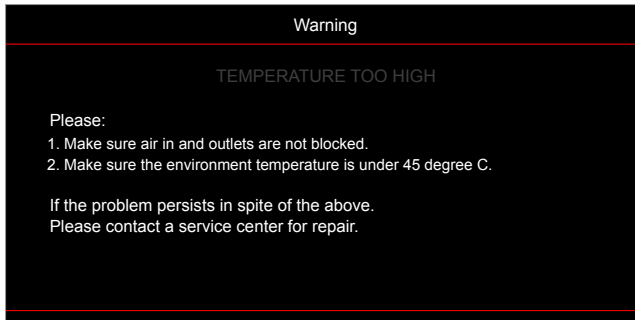 Warning
TEMPERATURE TOO HIGH
Please:
1. Make sure air in and outlets are not blocked.
2. Make sure the environment temperature is under 45 degree C.
If the problem persists in spite of the above.
Please contact a service center for repair.